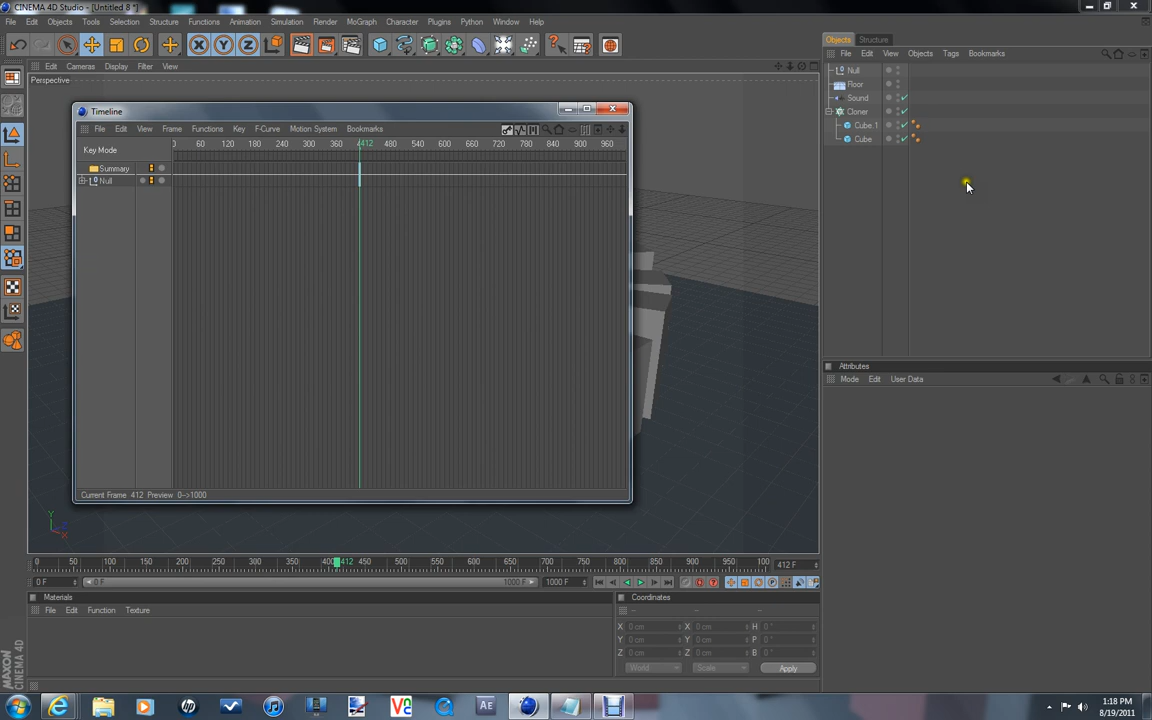 CINEMA 4D Studio - [Untitled 8 *]
File Edit Objects Tools Selection Structure Functions Animation Simulation Render MoGraph Character Plugins Python Window Help
X Y Z
Objects Structure
File Edit View Objects Tags Bookmarks
Edit Cameras Display Filter View
Perspective
Null
Floor
Sound
Cloner
Cube.1
Cube
Timeline
File Edit View Frame Functions Key F-Curve Motion System Bookmarks
Key Mode
60 120 180 240 300 412 480 540 600 660 720 780 840 900 960
Summary
Null
Current Frame 412 Preview 0-->1000
Attributes
Mode Edit User Data
Y
0 50 100 150 200 250 300 350 400 412 450 500 550 600 650 700 750 800 850 900 950 100
412 F
0 F
0 F
1000 F
1000 F
Materials
File Edit Function Texture
Coordinates
X 0 cm X 0 cm H 0 °
Y 0 cm Y 0 cm P 0 °
Z 0 cm Z 0 cm B 0 °
World Scale Apply
MAXON
CINEMA 4D
hp
AE
1:18 PM
8/19/2011